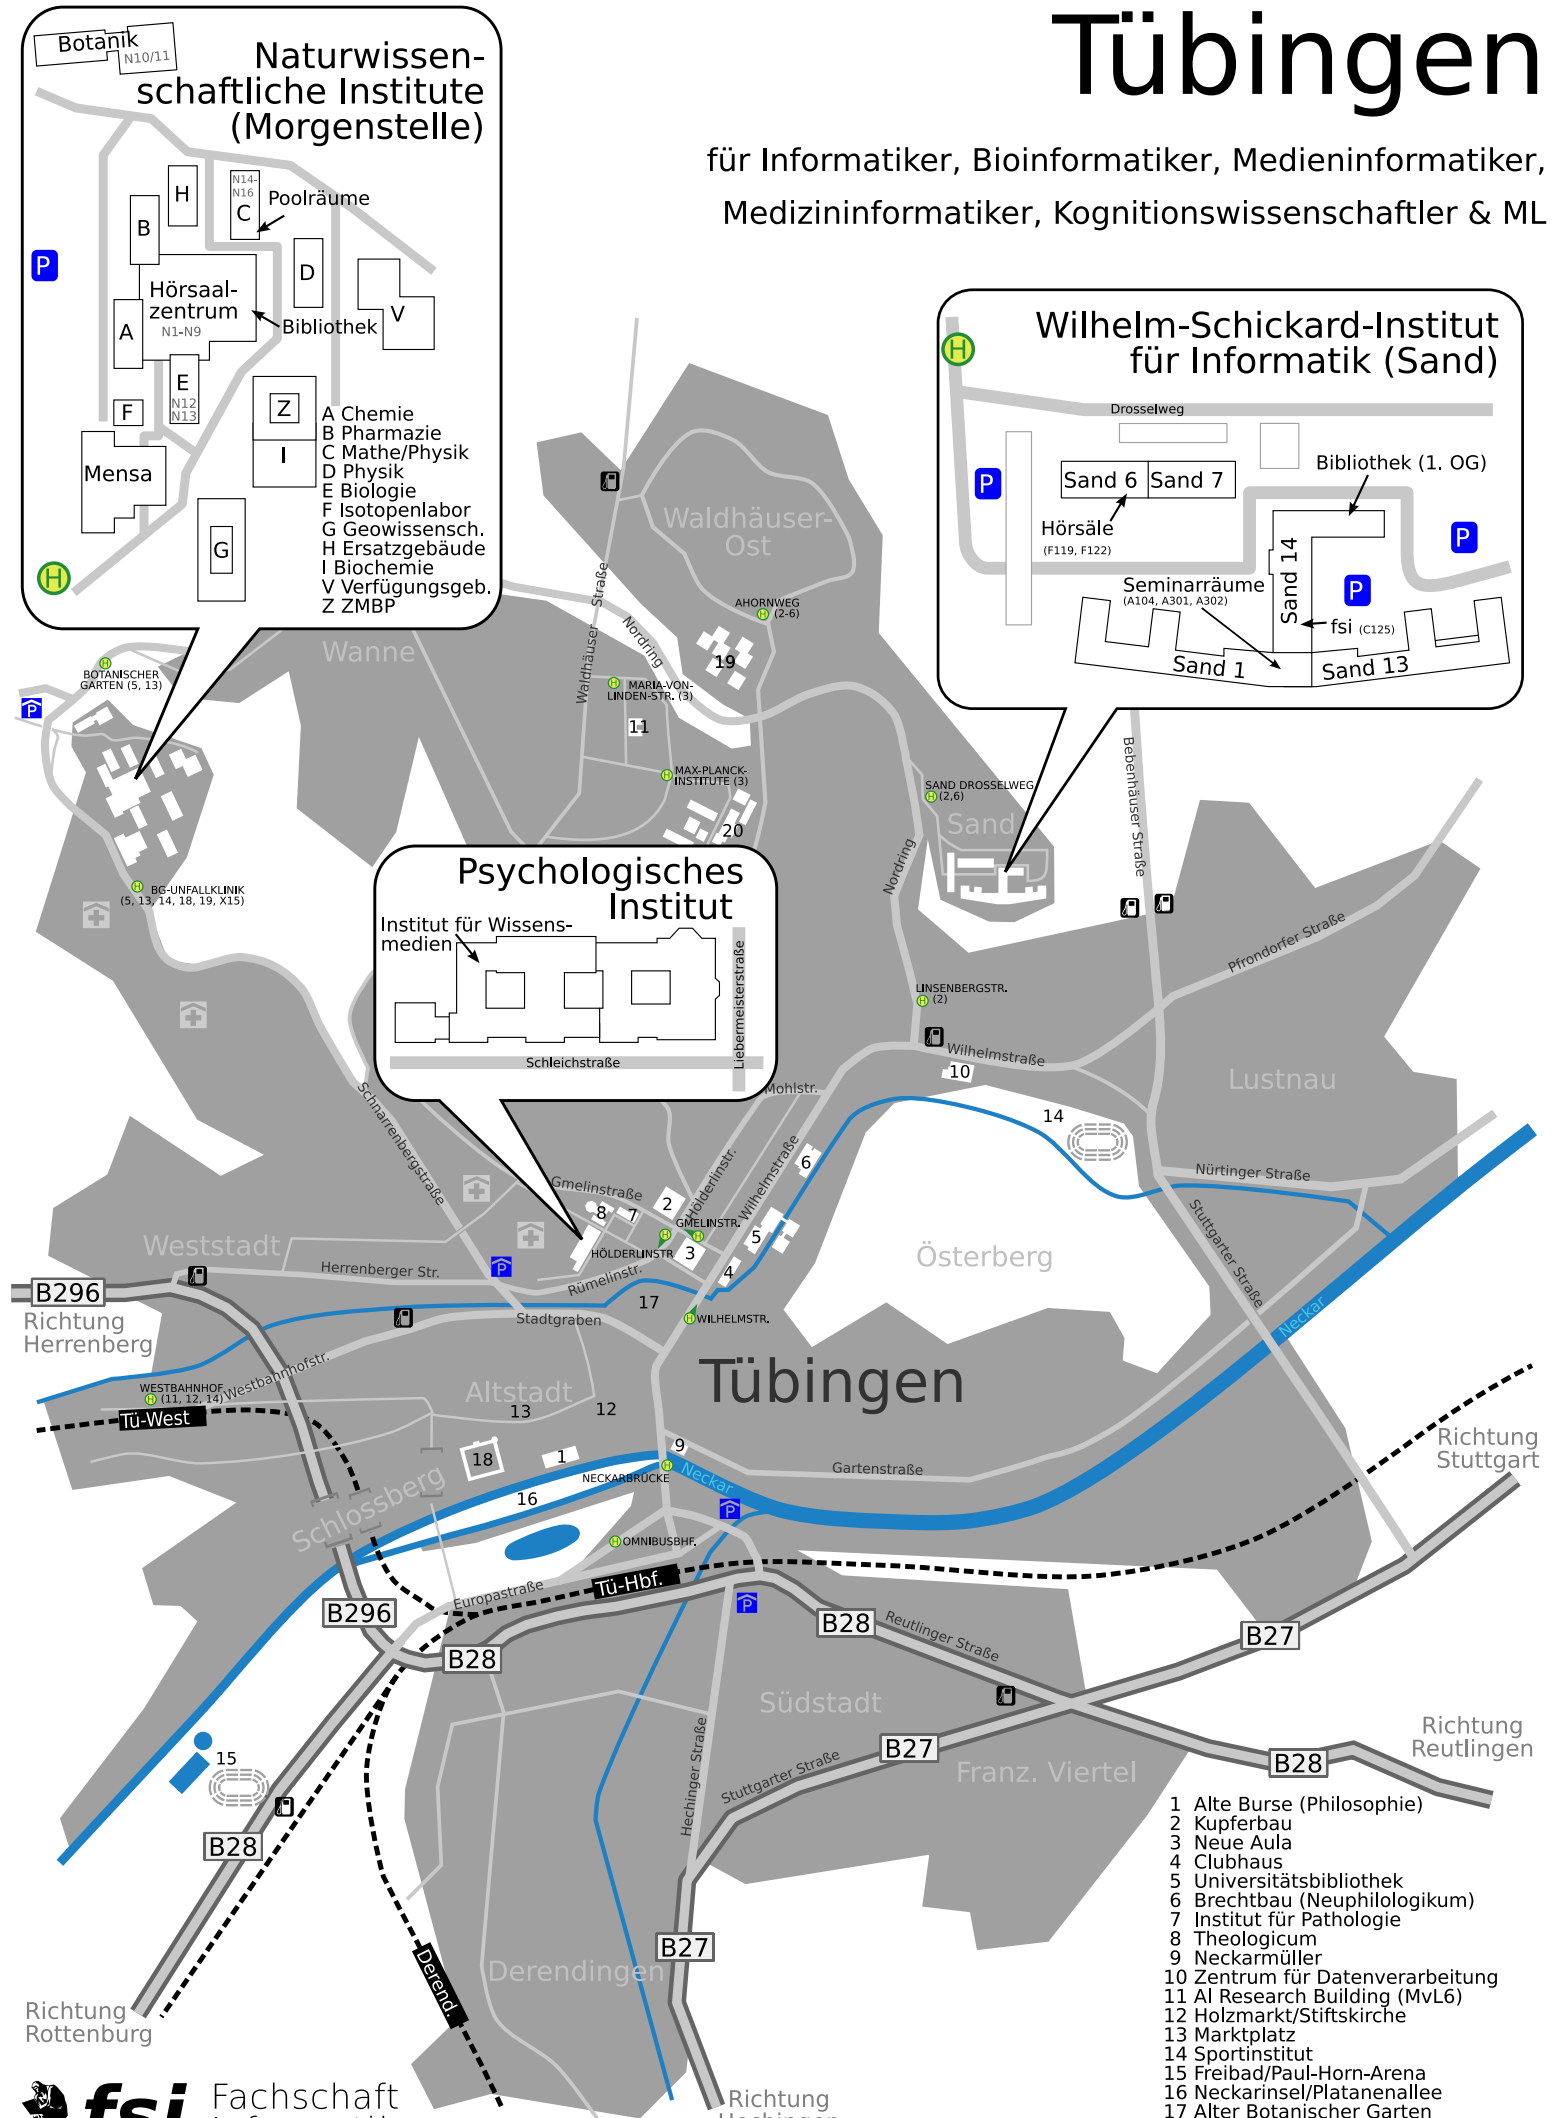 Tübingen
für Informatiker, Bioinformatiker, Medieninformatiker,
Medizininformatiker, Kognitionswissenschaftler & ML
Botanik
N10/11
Naturwissen-
schaftliche Institute
(Morgenstelle)
H
N14-
N16
C
Poolräume
B
P
D
Hörsaal-
zentrum
N1-N9
Bibliothek
V
A
E
N12
N13
F
Z
I
Mensa
G
H
A Chemie
B Pharmazie
C Mathe/Physik
D Physik
E Biologie
F Isotopenlabor
G Geowissensch.
H Ersatzgebäude
I Biochemie
V Verfügungsgeb.
Z ZMBP
Wilhelm-Schickard-Institut
für Informatik (Sand)
H
Drosselweg
P
Sand 6
Sand 7
Bibliothek (1. OG)
Hörsäle
(F119, F122)
P
Sand 14
Seminarräume
(A104, A301, A302)
P
fsi (C125)
Sand 1
Sand 13
Waldhäuser-
Ost
AHORNWEG
(2-6)
H
Waldhäuser Straße
Nordring
Wanne
19
H
BOTANISCHER
GARTEN (5, 13)
P
H
MARIA-VON-
LINDEN-STR. (3)
11
H
MAX-PLANCK-
INSTITUTE (3)
20
SAND DROSSELWEG
H
(2,6)
Sand
Bebenhäuser Straße
Nordring
H
BG-UNFALLKLINIK
(5, 13, 14, 18, 19, X15)
Psychologisches
Institut
Institut für Wissens-
medien
Liebermeisterstraße
Schleichstraße
Pfrondorfer Straße
LINSENBERGSTR.
H
(2)
Wilhelmstraße
10
Lustnau
Mohlstr.
14
Schnarrenbergstraße
Hölderlinstr.
Wilhelmstraße
6
Gmelinstraße
2
8
7
GMELINSTR.
H
H
HÖLDERLINSTR
3
5
4
Nürtinger Straße
Stuttgarter Straße
Österberg
Weststadt
Herrenberger Str.
P
Rümelinstr.
17
H
WILHELMSTR.
B296
Richtung
Herrenberg
Stadtgraben
Neckar
Westbahnhofstr.
WESTBAHNHOF
H
(11, 12, 14)
Tü-West
Altstadt
Tübingen
13
12
18
1
9
NECKARBRÜCKE
H
Neckar
Gartenstraße
Richtung
Stuttgart
Schlossberg
16
P
H
OMNIBUSBHF.
Europastraße
Tü-Hbf.
P
B296
B28
B28
Reutlinger Straße
B27
Südstadt
Hechinger Straße
Stuttgarter Straße
B27
Franz. Viertel
B28
Richtung
Reutlingen
15
B28
B27
Derendingen
Derend.
Richtung
Rottenburg
Richtung
1 Alte Burse (Philosophie)
2 Kupferbau
3 Neue Aula
4 Clubhaus
5 Universitätsbibliothek
6 Brechtbau (Neuphilologikum)
7 Institut für Pathologie
8 Theologicum
9 Neckarmüller
10 Zentrum für Datenverarbeitung
11 AI Research Building (MvL6)
12 Holzmarkt/Stiftskirche
13 Marktplatz
14 Sportinstitut
15 Freibad/Paul-Horn-Arena
16 Neckarinsel/Platanenallee
17 Alter Botanischer Garten
fsi
Fachschaft